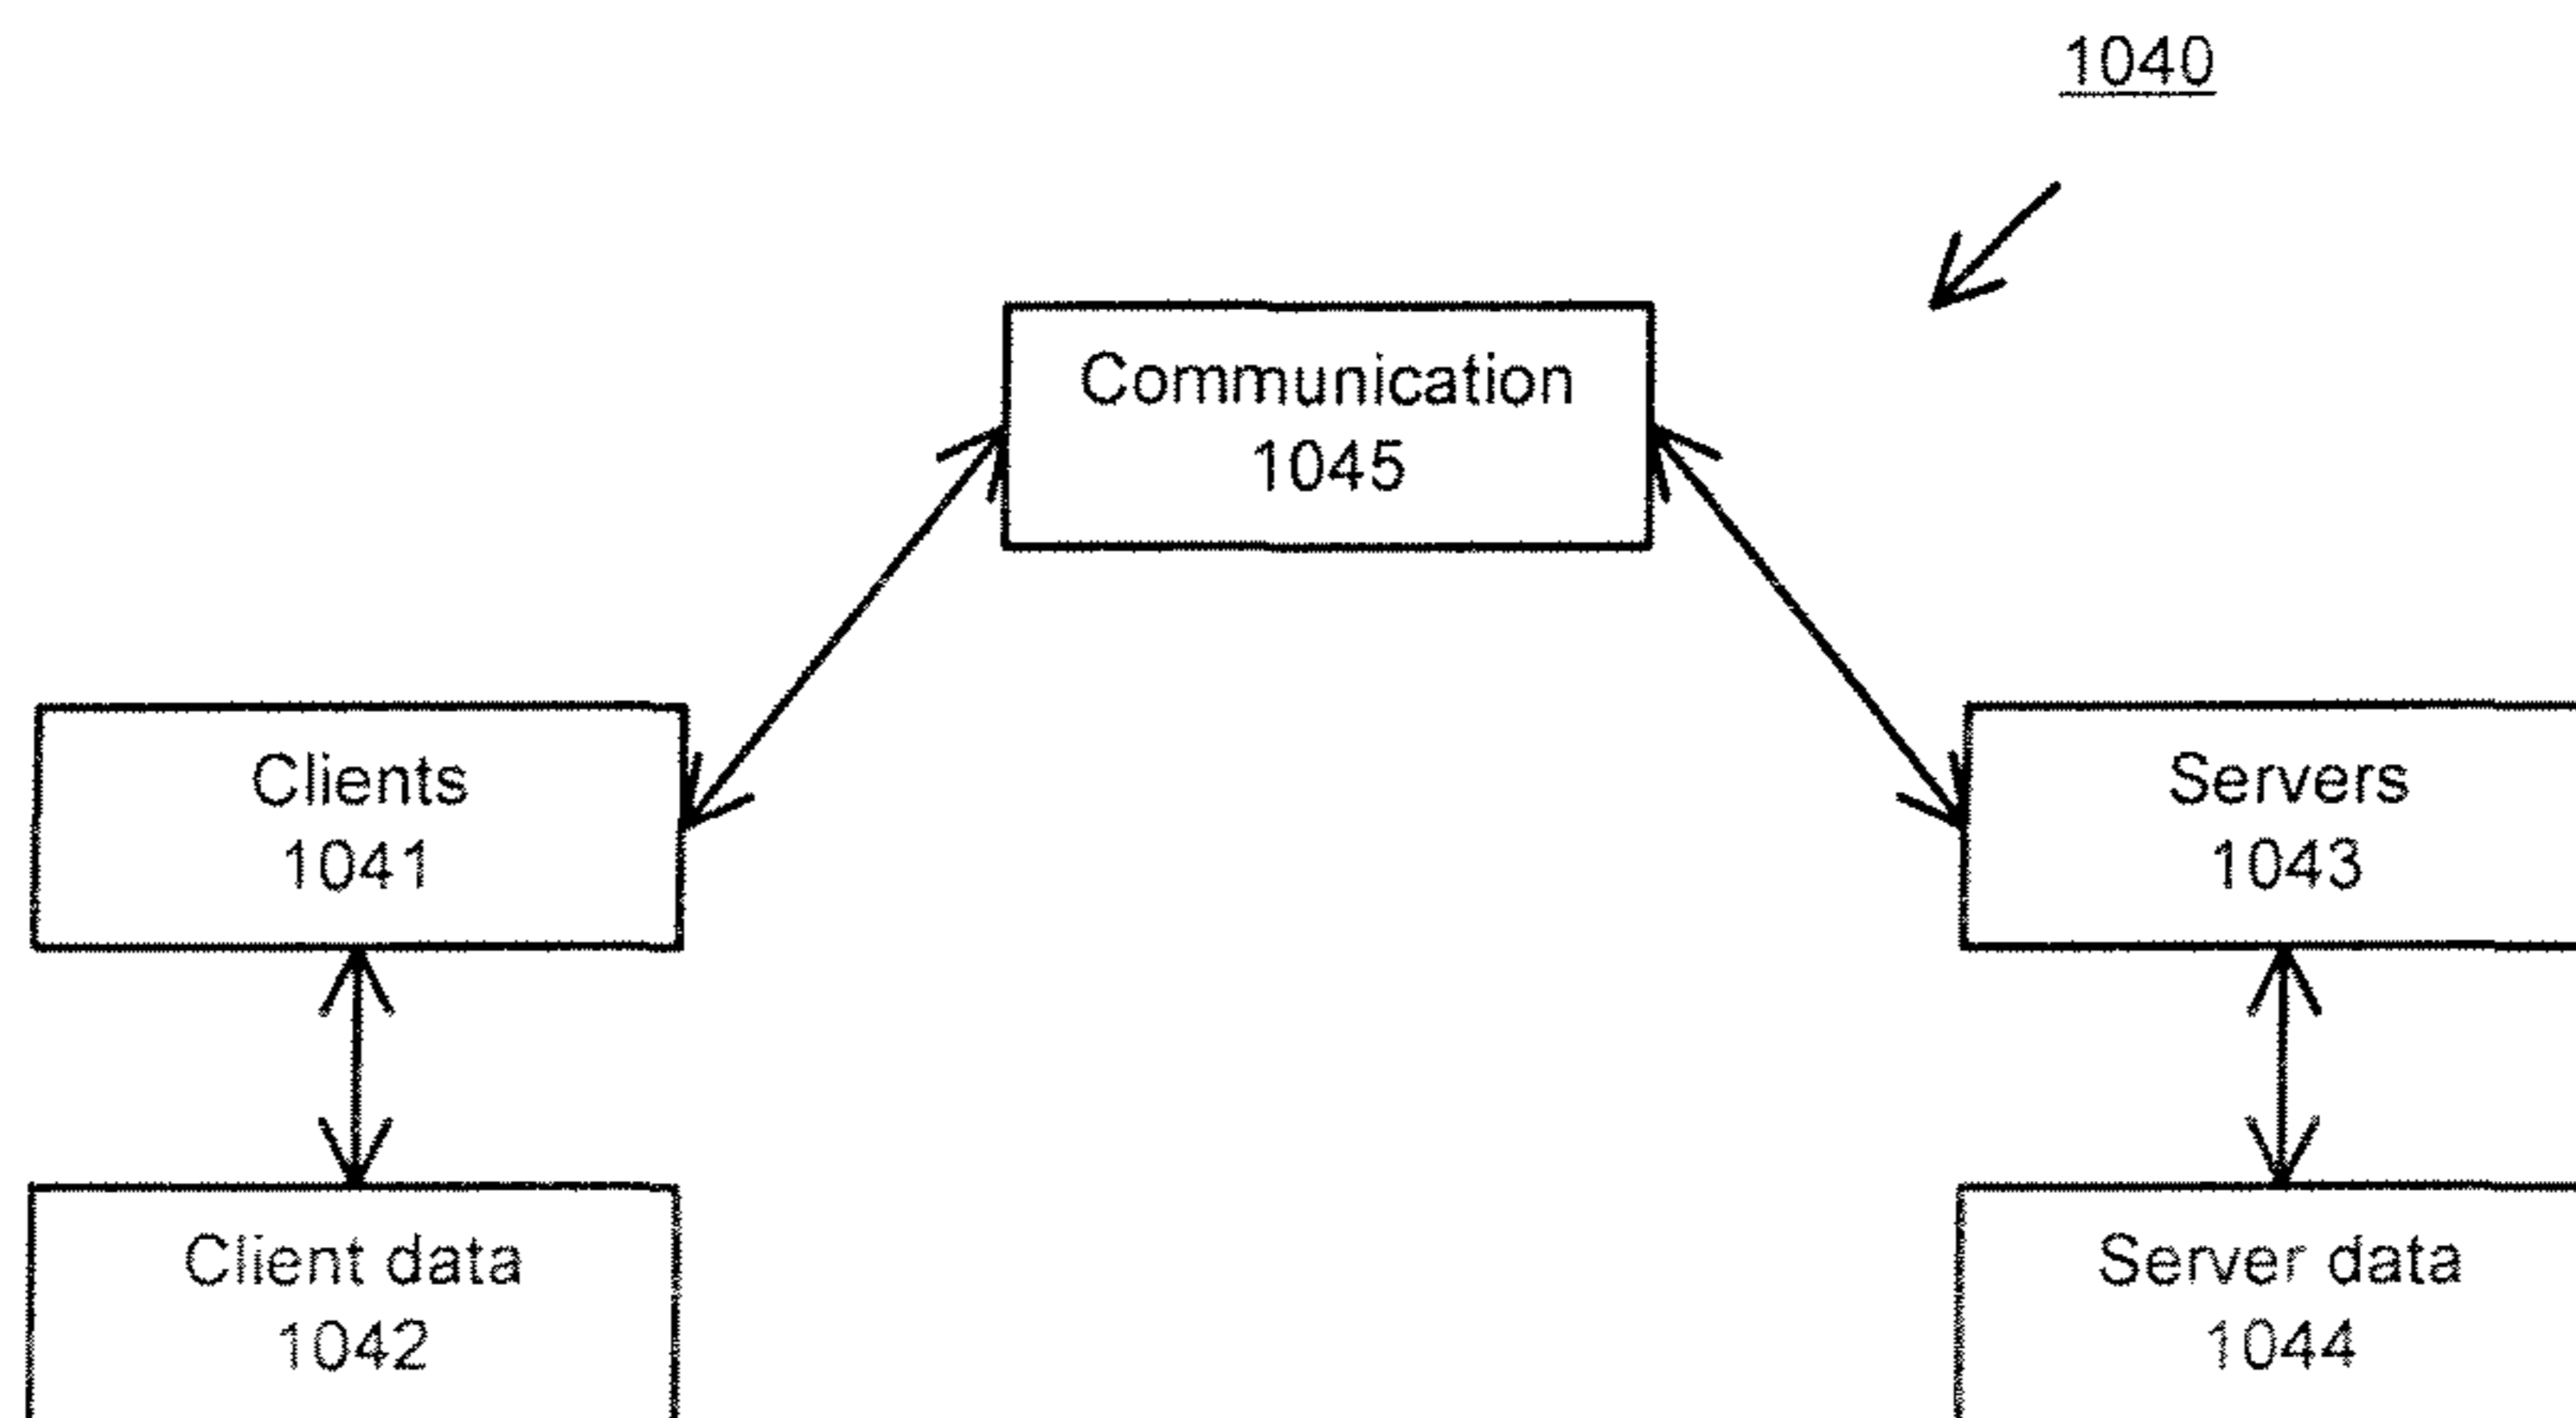 1040
Communication
1045
Clients
1041
Servers
1043
Client data
1042
Server data
1044